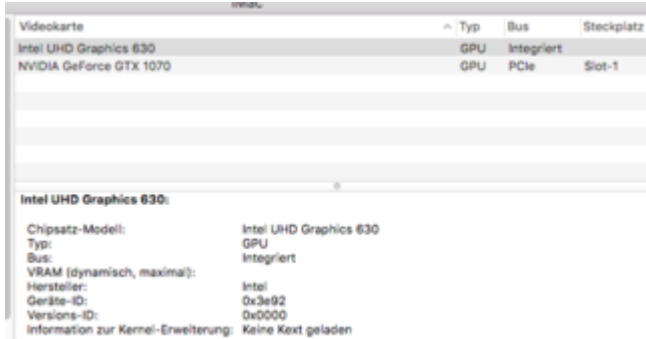 iMac
Videokarte Typ Bus Steckplatz
Intel UHD Graphics 630 GPU Integriert
NVIDIA GeForce GTX 1070 GPU PCIe Slot-1
Intel UHD Graphics 630:
Chipsatz-Modell: Intel UHD Graphics 630
Typ: GPU
Bus: Integriert
VRAM (dynamisch, maximal):
Hersteller: Intel
Geräte-ID: 0x3e92
Versions-ID: 0x0000
Information zur Kernel-Erweiterung: Keine Kext geladen